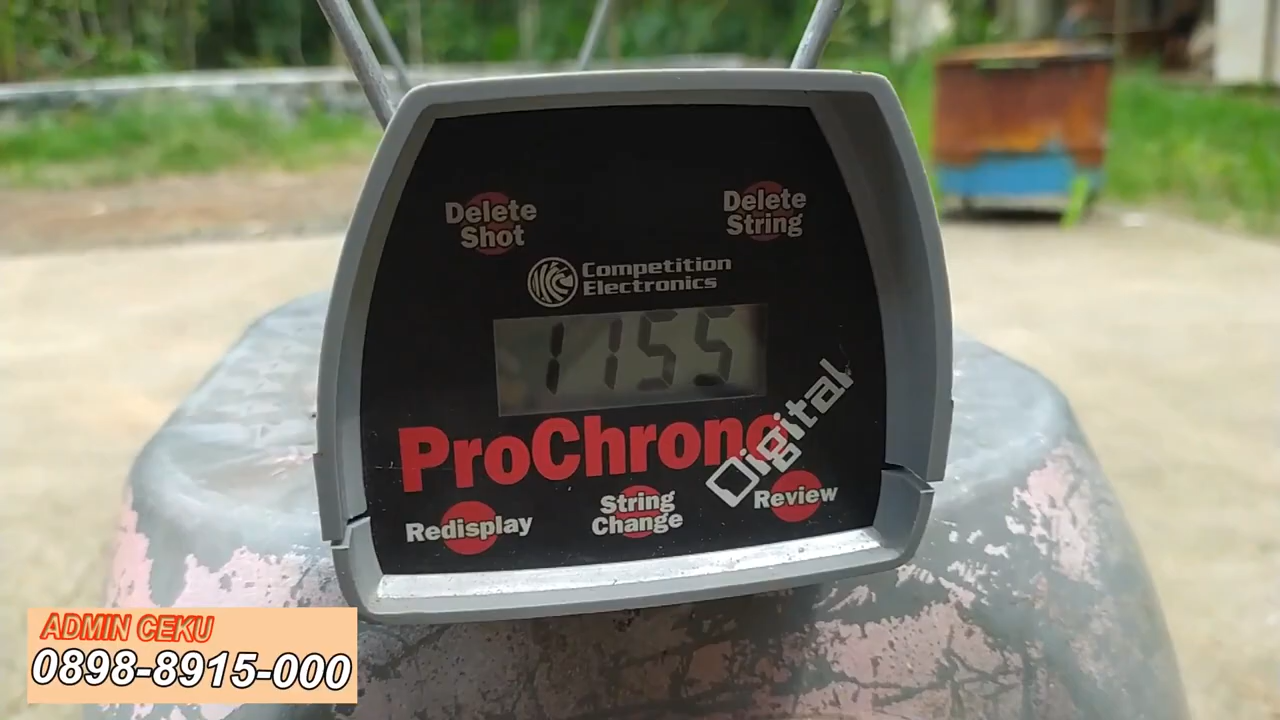 Delete
Shot
Delete
String
Competition
Electronics
1155
ProChrono
Digital
Redisplay
String
Change
Review
ADMIN CEKU
0898-8915-000